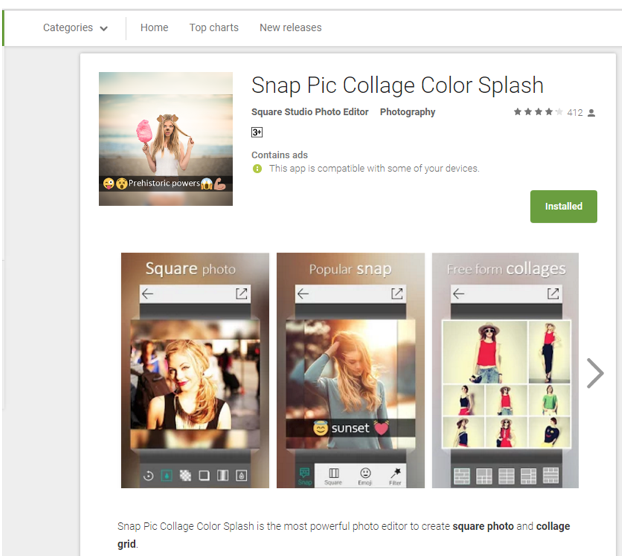 Categories
Home
Top charts
New releases
Snap Pic Collage Color Splash
Square Studio Photo Editor
Photography
412
3+
Contains ads
This app is compatible with some of your devices.
Prehistoric powers
Installed
Square photo
Popular snap
Free form collages
sunset
Snap
Square
Emoji
Filter
Snap Pic Collage Color Splash is the most powerful photo editor to create square photo and collage
grid.